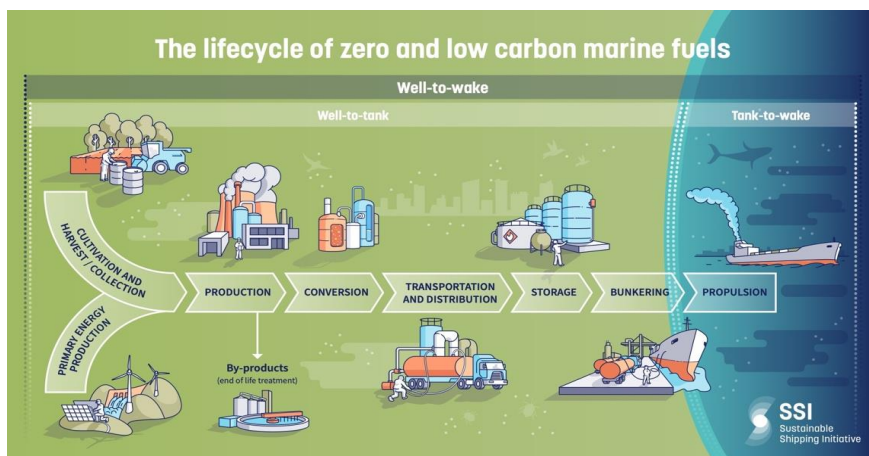 The lifecycle of zero and low carbon marine fuels
Well-to-wake
Well-to-tank
Tank-to-wake
CULTIVATION AND
HARVEST / COLLECTION
PRIMARY ENERGY
PRODUCTION
PRODUCTION
CONVERSION
TRANSPORTATION
AND DISTRIBUTION
STORAGE
BUNKERING
PROPULSION
By-products
(end of life treatment)
SSI
Sustainable
Shipping Initiative